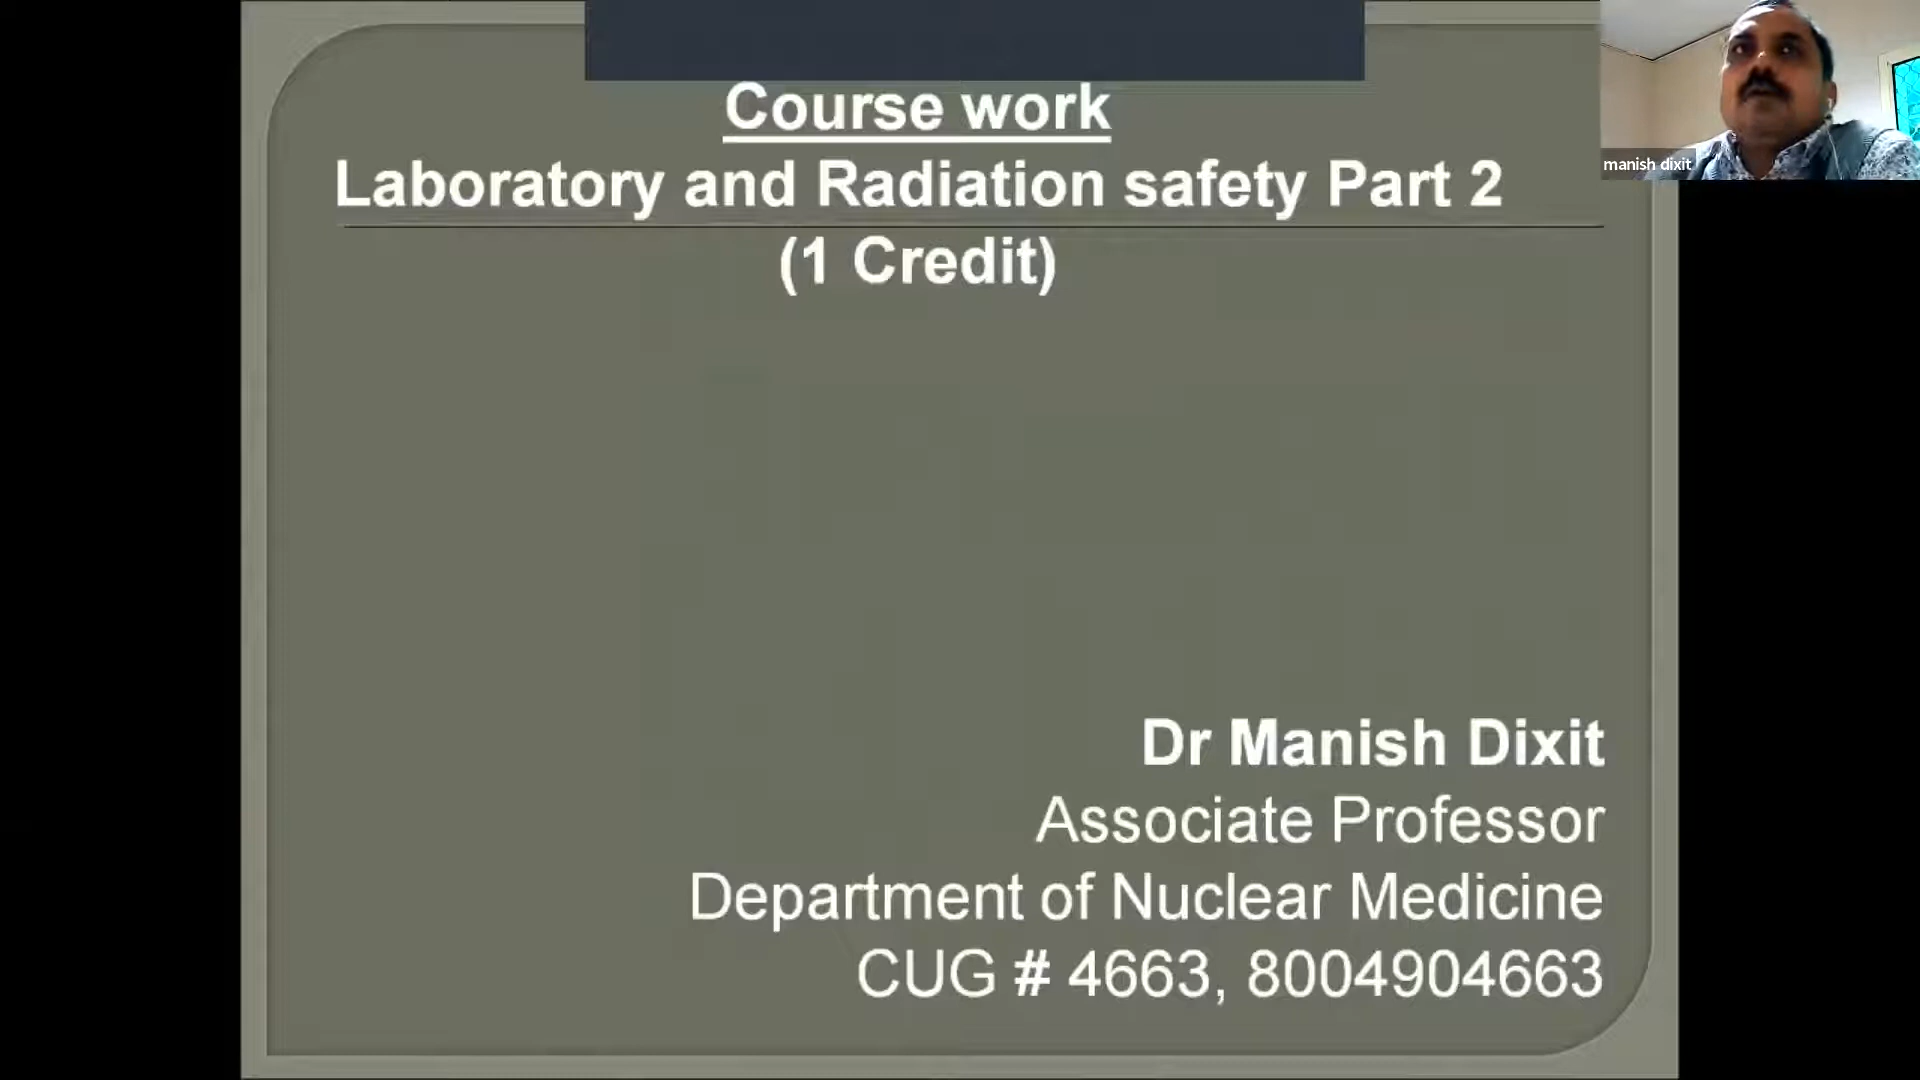 Course work
Laboratory and Radiation safety Part 2
(1 Credit)
manish dixit
Dr Manish Dixit
Associate Professor
Department of Nuclear Medicine
CUG # 4663, 8004904663